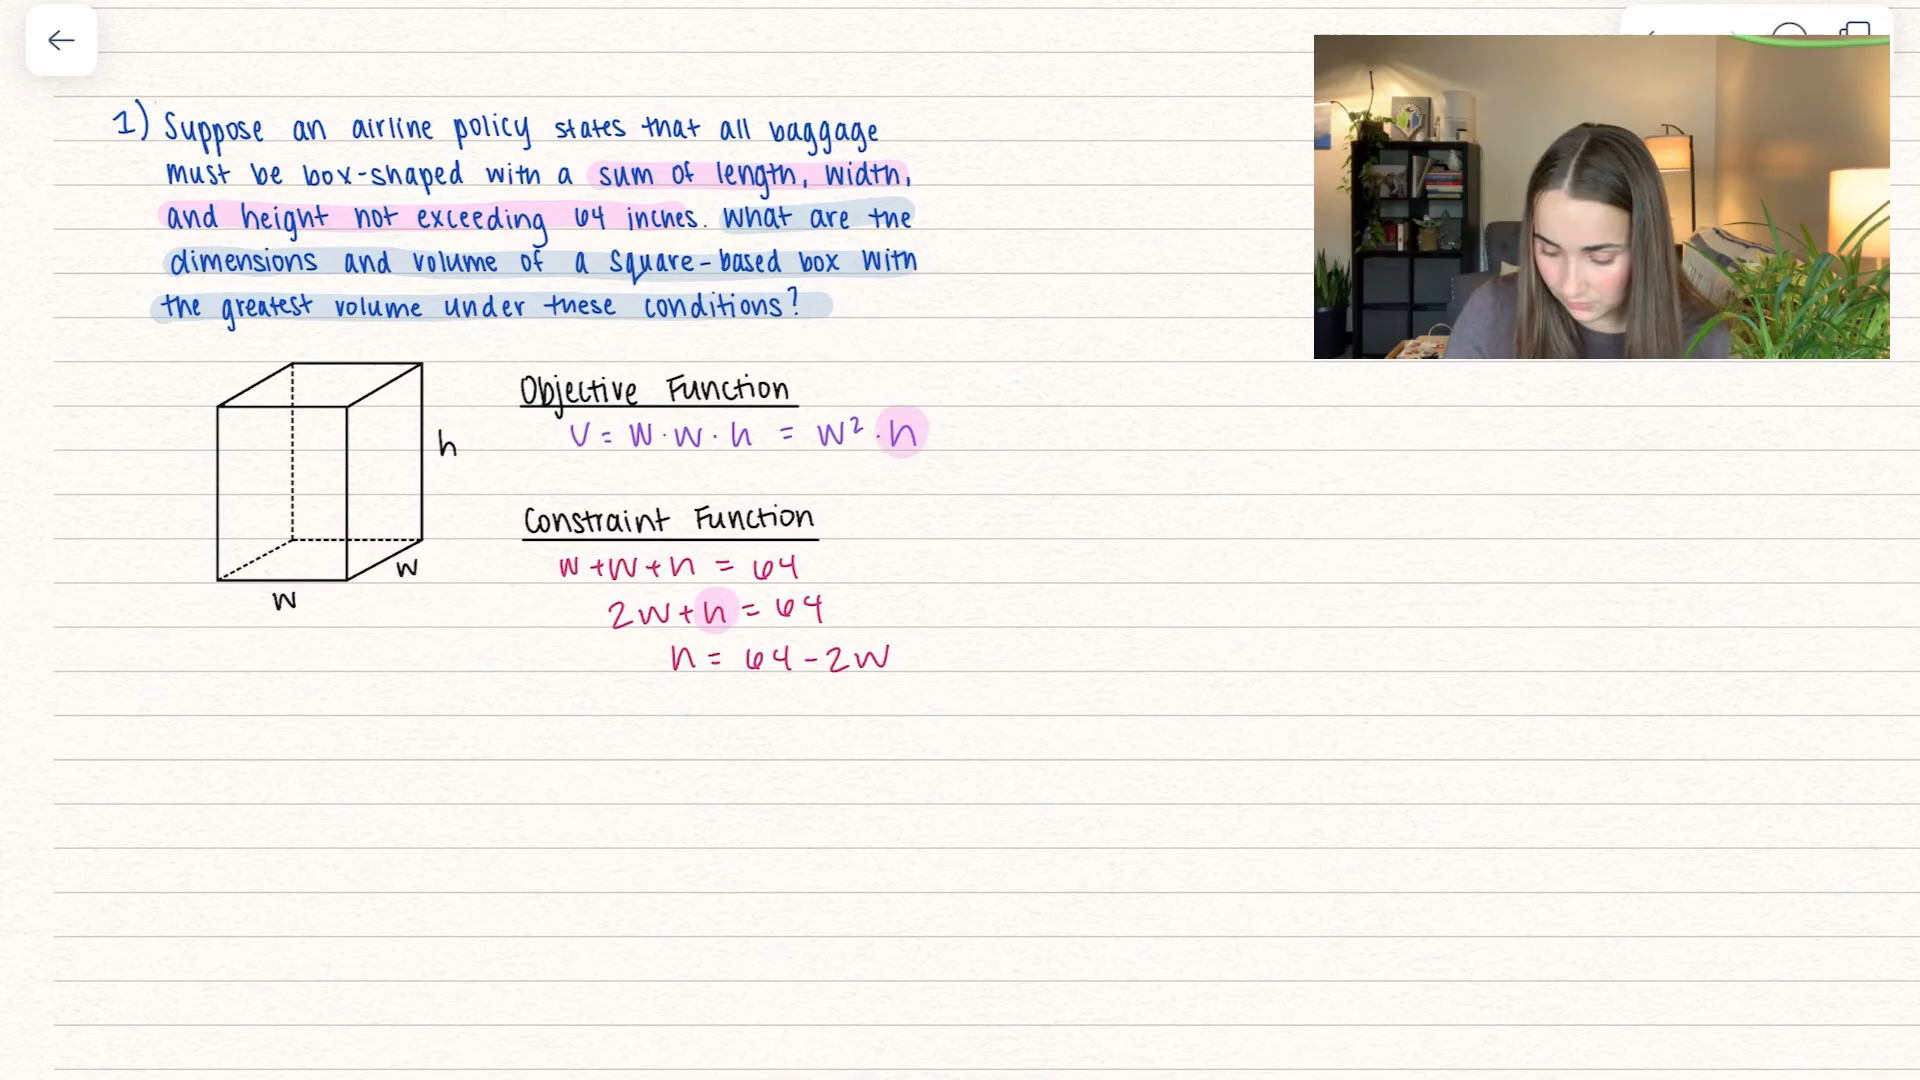 1) Suppose an airline policy states that all baggage
must be box-shaped with a sum of length, width,
and height not exceeding 64 inches. What are the
dimensions and volume of a square-based box with
the greatest volume under these conditions?
h
w
w
Objective Function
V = w · w · h = w² · h
Constraint Function
w + w + h = 64
2w + h = 64
h = 64 - 2w